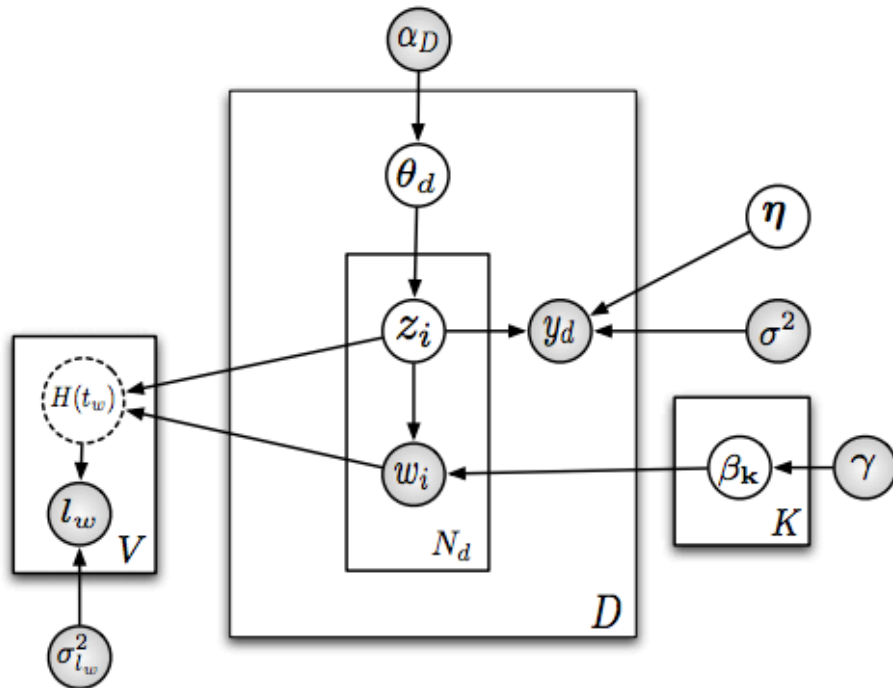 α_D
θ_d
η
z_i
y_d
σ²
H(t_w)
w_i
β_k
γ
l_w
V
N_d
K
D
σ²_{l_w}